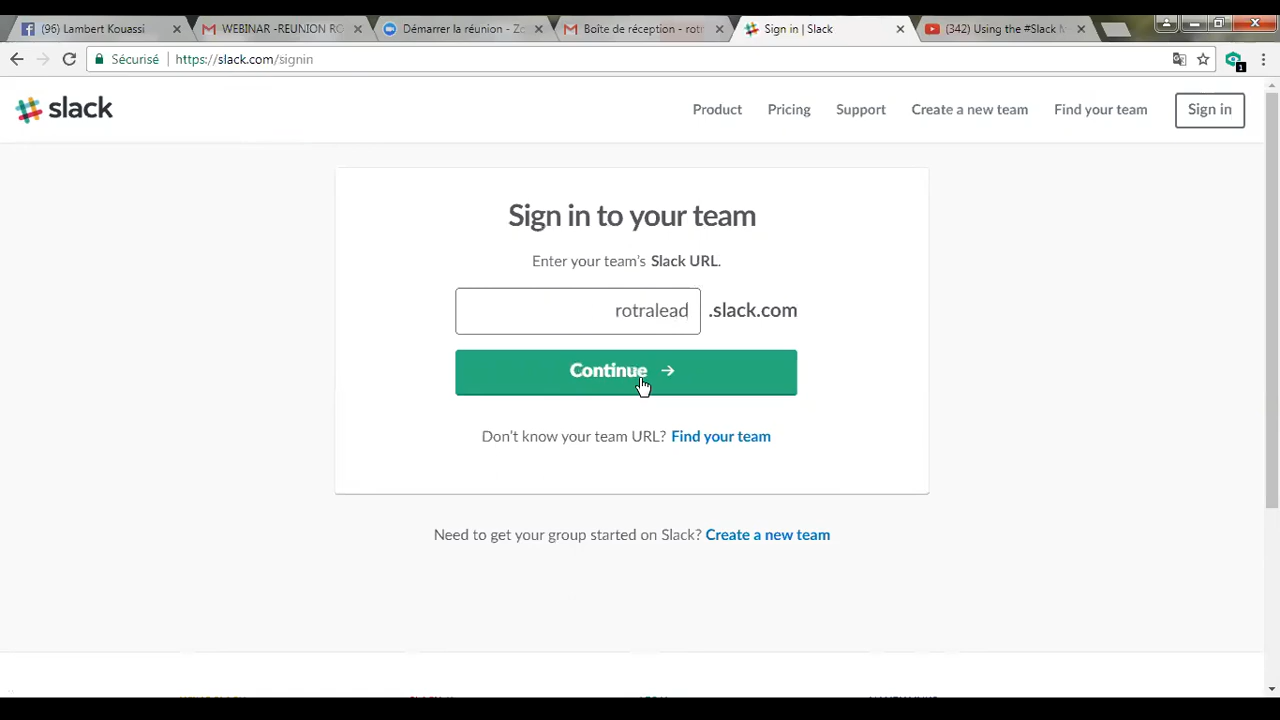 (96) Lambert Kouassi
WEBINAR -REUNION RO
Démarrer la réunion - Zo
Boîte de réception - rotr
Sign in | Slack
(342) Using the #Slack M
Sécurisé
https://slack.com/signin
1
slack
Product
Pricing
Support
Create a new team
Find your team
Sign in
Sign in to your team
Enter your team's Slack URL.
rotralead .slack.com
Continue →
Don't know your team URL? Find your team
Need to get your group started on Slack? Create a new team